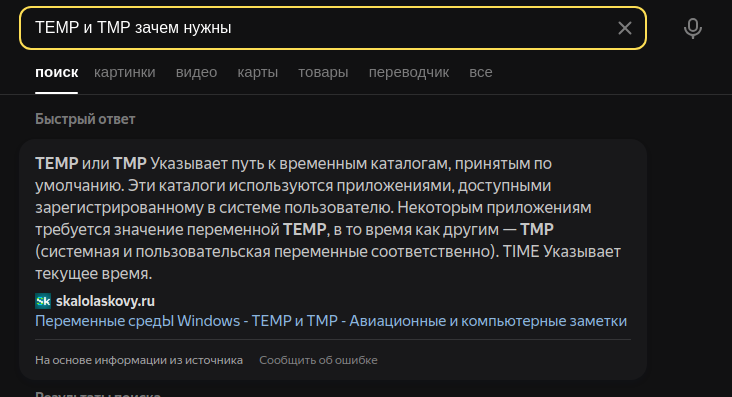 TEMP и TMP зачем нужны
поиск картинки видео карты товары переводчик все
Быстрый ответ
TEMP или TMP Указывает путь к временным каталогам, принятым по
умолчанию. Эти каталоги используются приложениями, доступными
зарегистрированному в системе пользователю. Некоторым приложениям
требуется значение переменной TEMP, в то время как другим — TMP
(системная и пользовательская переменные соответственно). TIME Указывает
текущее время.
Sk skalolaskovy.ru
Переменные средЫ Windows - TEMP и TMP - Авиационные и компьютерные заметки
На основе информации из источника Сообщить об ошибке